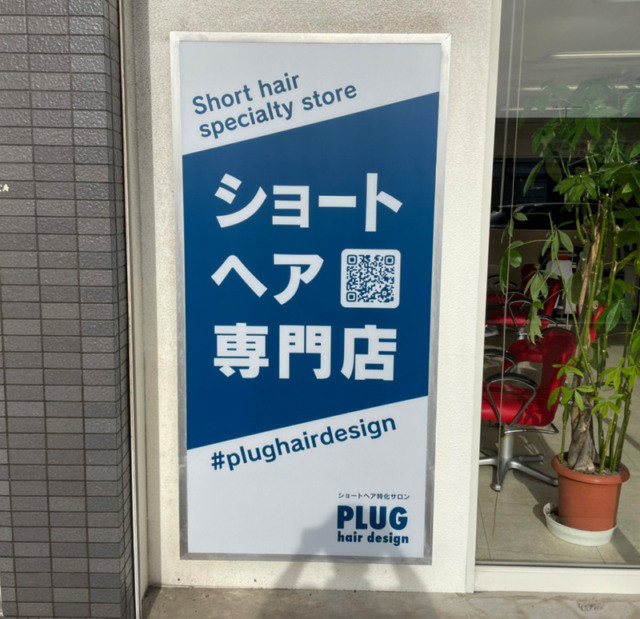 Short hair
specialty store
ショート
ヘア
専門店
#plughairdesign
ショートヘア特化サロン
PLUG
hair design